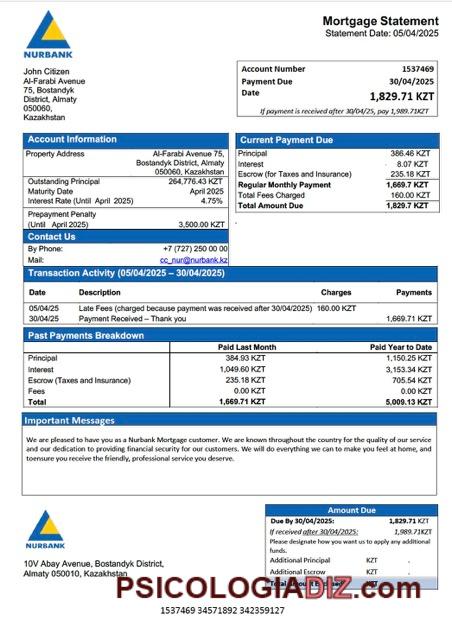 Mortgage Statement
Statement Date: 05/04/2025
NURBANK
John Citizen
Al-Farabi Avenue
75, Bostandyk
District, Almaty
050060,
Kazakhstan
Account Number 1537469
Payment Due 30/04/2025
Date 1,829.71 KZT
If payment is received after 30/04/25, pay 1,989.71KZT
Account Information
Property Address Al-Farabi Avenue 75,
Bostandyk District, Almaty
050060, Kazakhstan
Outstanding Principal 264,776.43 KZT
Maturity Date April 2025
Interest Rate (Until April 2025) 4.75%
Prepayment Penalty
(Until April 2025) 3,500.00 KZT
Contact Us
By Phone: +7 (727) 250 00 00
Mail: cc_nur@nurbank.kz
Current Payment Due
Principal 386.46 KZT
Interest 8.07 KZT
Escrow (for Taxes and Insurance) 235.18 KZT
Regular Monthly Payment 1,669.7 KZT
Total Fees Charged 160.00 KZT
Total Amount Due 1,829.7 KZT
Transaction Activity (05/04/2025 – 30/04/2025)
Date Description Charges Payments
05/04/25 Late Fees (charged because payment was received after 30/04/2025) 160.00 KZT
30/04/25 Payment Received – Thank you 1,669.71 KZT
Past Payments Breakdown
Paid Last Month Paid Year to Date
Principal 384.93 KZT 1,150.25 KZT
Interest 1,049.60 KZT 3,153.34 KZT
Escrow (Taxes and Insurance) 235.18 KZT 705.54 KZT
Fees 0.00 KZT 0.00 KZT
Total 1,669.71 KZT 5,009.13 KZT
Important Messages
We are pleased to have you as a Nurbank Mortgage customer. We are known throughout the country for the quality of our service
and our dedication to providing financial security for our customers. We will do everything we can to make you feel at home, and
toensure you receive the friendly, professional service you deserve.
NURBANK
10V Abay Avenue, Bostandyk District,
Almaty 050010, Kazakhstan
Amount Due
Due By 30/04/2025: 1,829.71 KZT
If received after 30/04/2025: 1,989.71KZT
Please designate how you want us to apply any additional
funds.
Additional Principal KZT .
Additional Escrow KZT .
Total Amount
PSICOLOGIADIZ.com
1537469 34571892 342359127